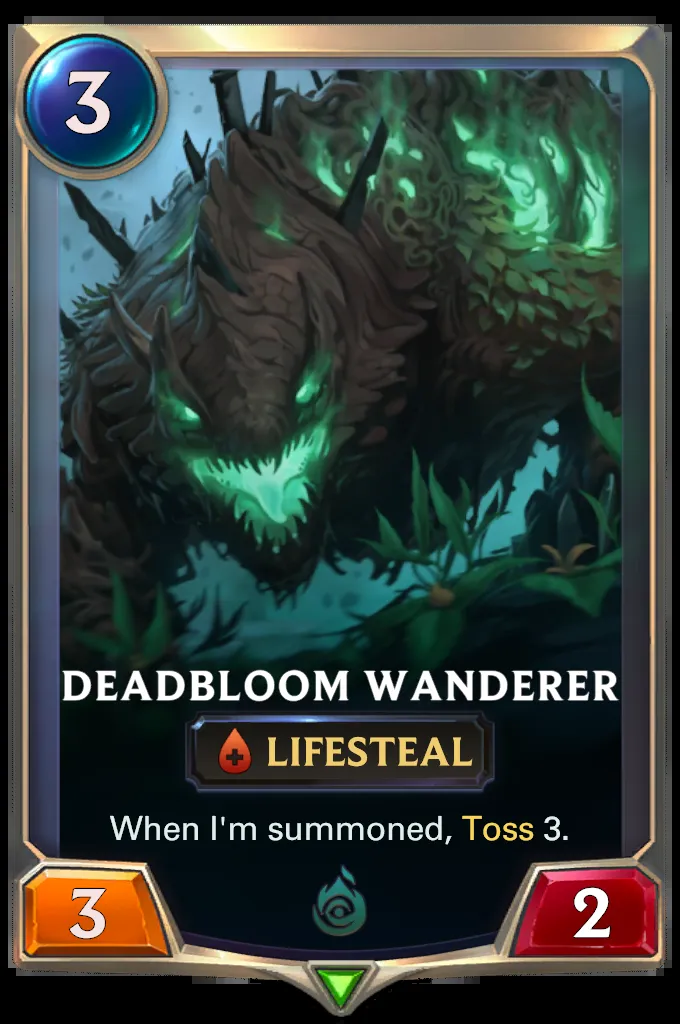 3
DEADBLOOM WANDERER
LIFESTEAL
When I'm summoned, Toss 3.
3
2